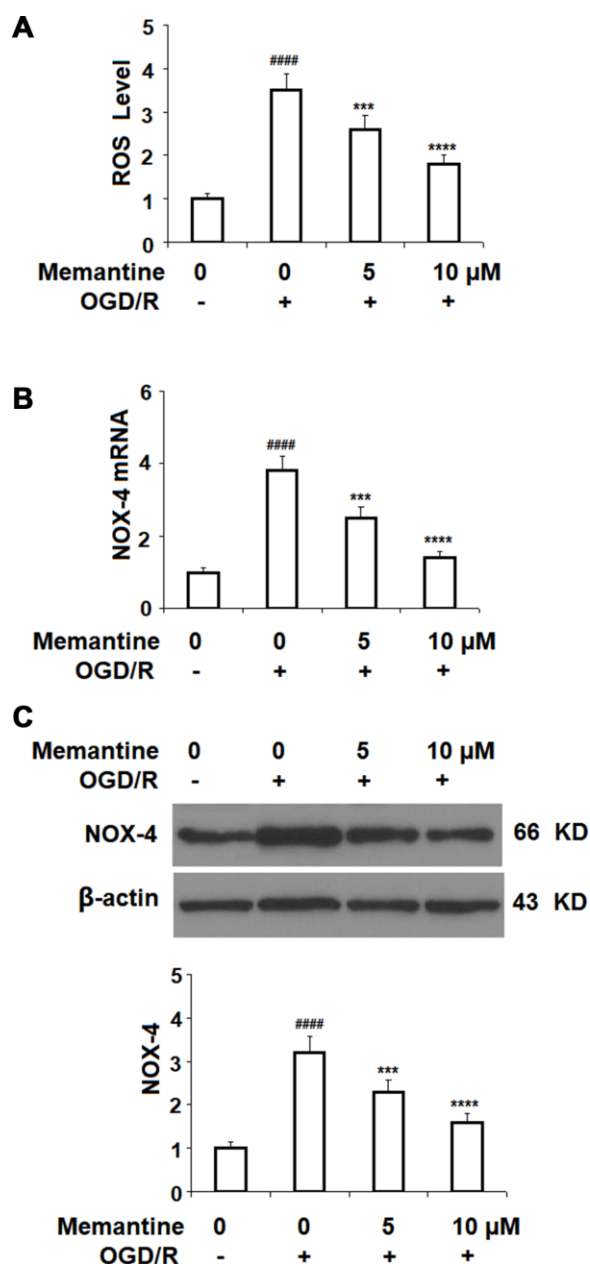 A
5
####
4
***
3
****
2
1
0
ROS Level
Memantine 0 0 5 10 µM
OGD/R - + + +
B
6
####
4
***
****
2
0
NOX-4 mRNA
Memantine 0 0 5 10 µM
OGD/R - + + +
C
Memantine 0 0 5 10 µM
OGD/R - + + +
NOX-4 66 KD
β-actin 43 KD
5
4
####
3
***
2
****
1
0
NOX-4
Memantine 0 0 5 10 µM
OGD/R - + + +